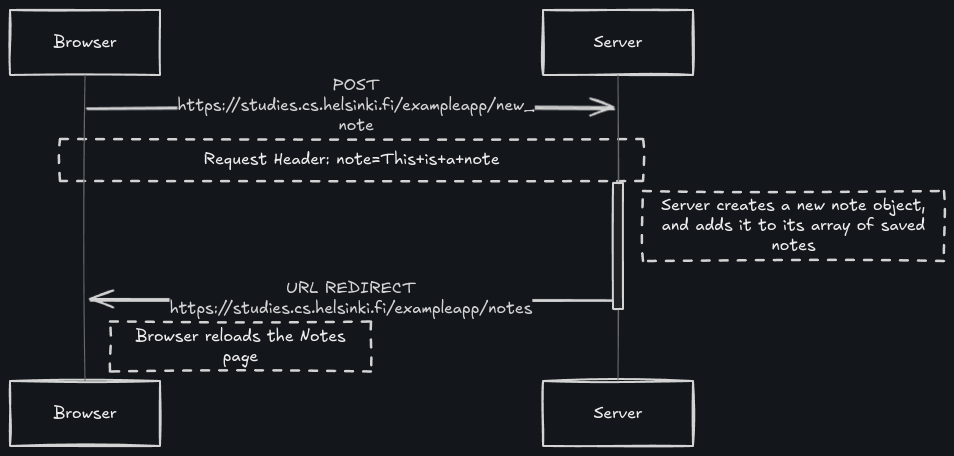 Browser
Server
POST
https://studies.cs.helsinki.fi/exampleapp/new_
note
Request Header: note=This+is+a+note
Server creates a new note object,
and adds it to its array of saved
notes
URL REDIRECT
https://studies.cs.helsinki.fi/exampleapp/notes
Browser reloads the Notes
page
Browser
Server